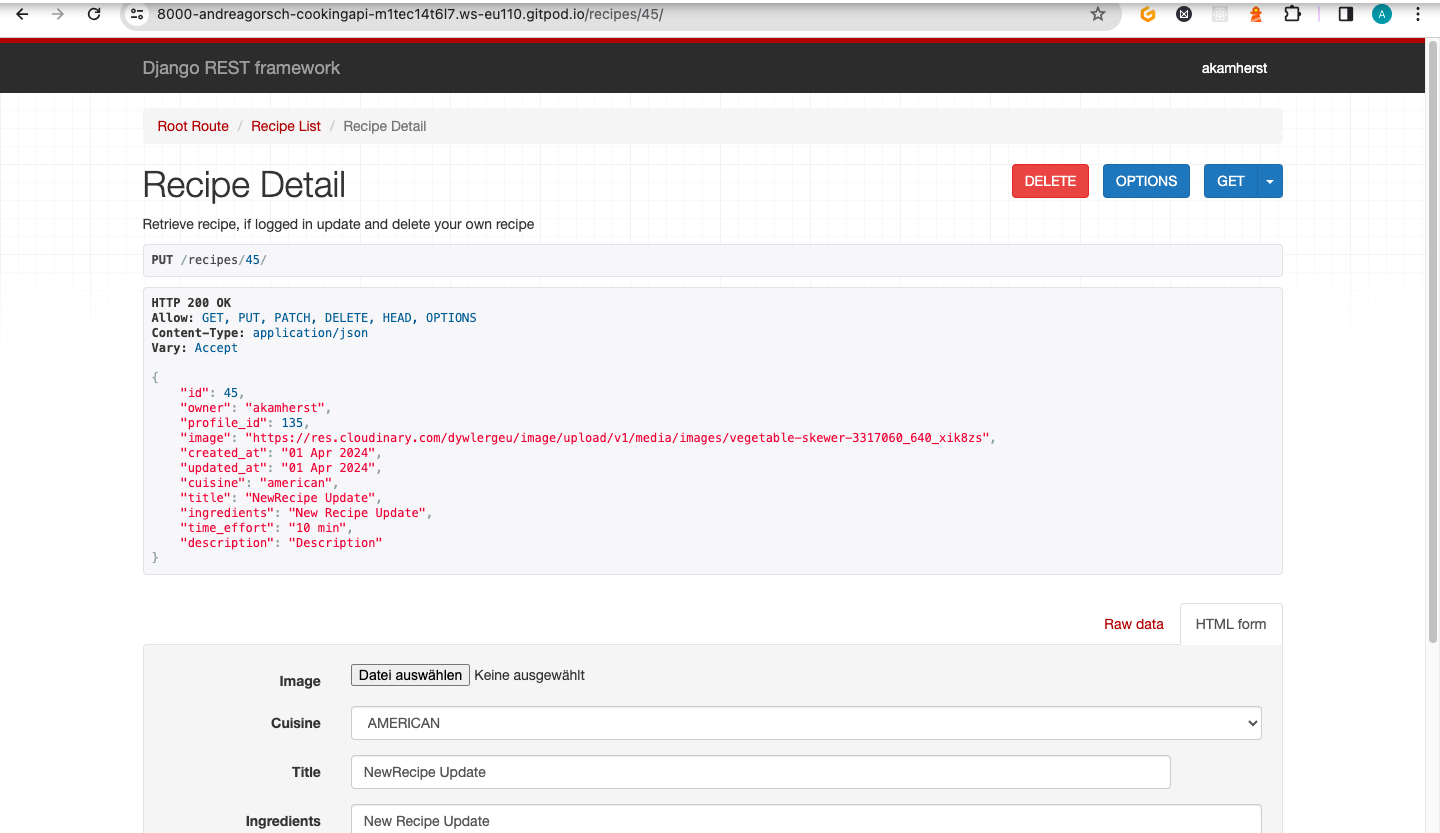 8000-andreagorsch-cookingapi-m1tec14t6l7.ws-eu110.gitpod.io/recipes/45/
A
Django REST framework
akamherst
Root Route / Recipe List / Recipe Detail
Recipe Detail
DELETE
OPTIONS
GET
Retrieve recipe, if logged in update and delete your own recipe
PUT /recipes/45/
HTTP 200 OK
Allow: GET, PUT, PATCH, DELETE, HEAD, OPTIONS
Content-Type: application/json
Vary: Accept
{
"id": 45,
"owner": "akamherst",
"profile_id": 135,
"image": "https://res.cloudinary.com/dywlergeu/image/upload/v1/media/images/vegetable-skewer-3317060_640_xik8zs",
"created_at": "01 Apr 2024",
"updated_at": "01 Apr 2024",
"cuisine": "american",
"title": "NewRecipe Update",
"ingredients": "New Recipe Update",
"time_effort": "10 min",
"description": "Description"
}
Raw data
HTML form
Image Datei auswählen Keine ausgewählt
Cuisine AMERICAN
Title NewRecipe Update
Ingredients New Recipe Update